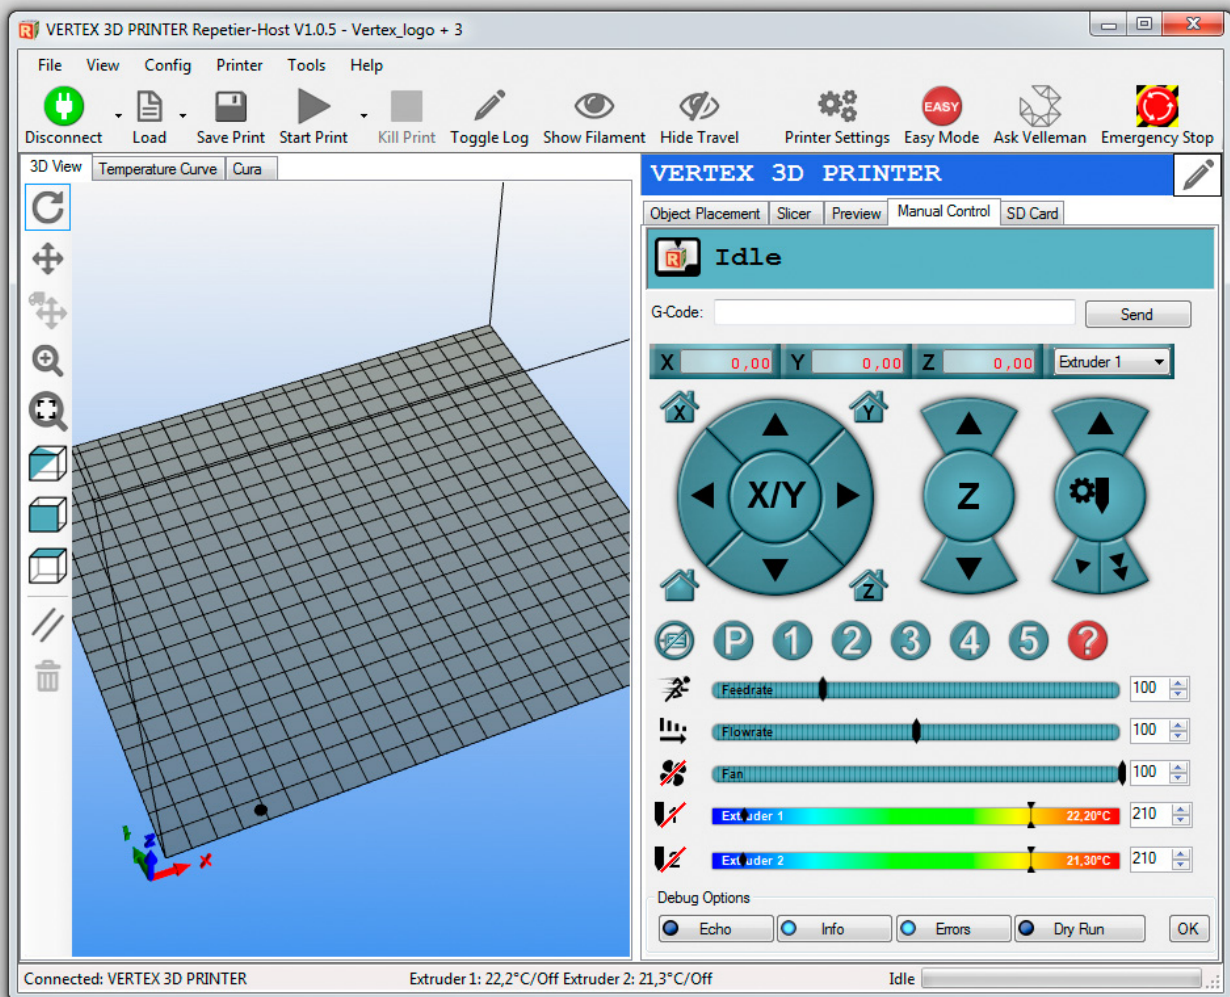 VERTEX 3D PRINTER Repetier-Host V1.0.5 - Vertex_logo + 3
File View Config Printer Tools Help
Disconnect Load Save Print Start Print Kill Print Toggle Log Show Filament Hide Travel Printer Settings EASY Easy Mode Ask Velleman Emergency Stop
3D View Temperature Curve Cura
VERTEX 3D PRINTER
Object Placement Slicer Preview Manual Control SD Card
R Idle
G-Code: Send
X 0,00 Y 0,00 Z 0,00 Extruder 1
X Y
X/Y Z
Z
P 1 2 3 4 5 ?
Feedrate 100
Flowrate 100
Fan 100
1 Extruder 1 22,20°C 210
2 Extruder 2 21,30°C 210
Z X
Debug Options
Echo Info Errors Dry Run OK
Connected: VERTEX 3D PRINTER Extruder 1: 22,2°C/Off Extruder 2: 21,3°C/Off Idle